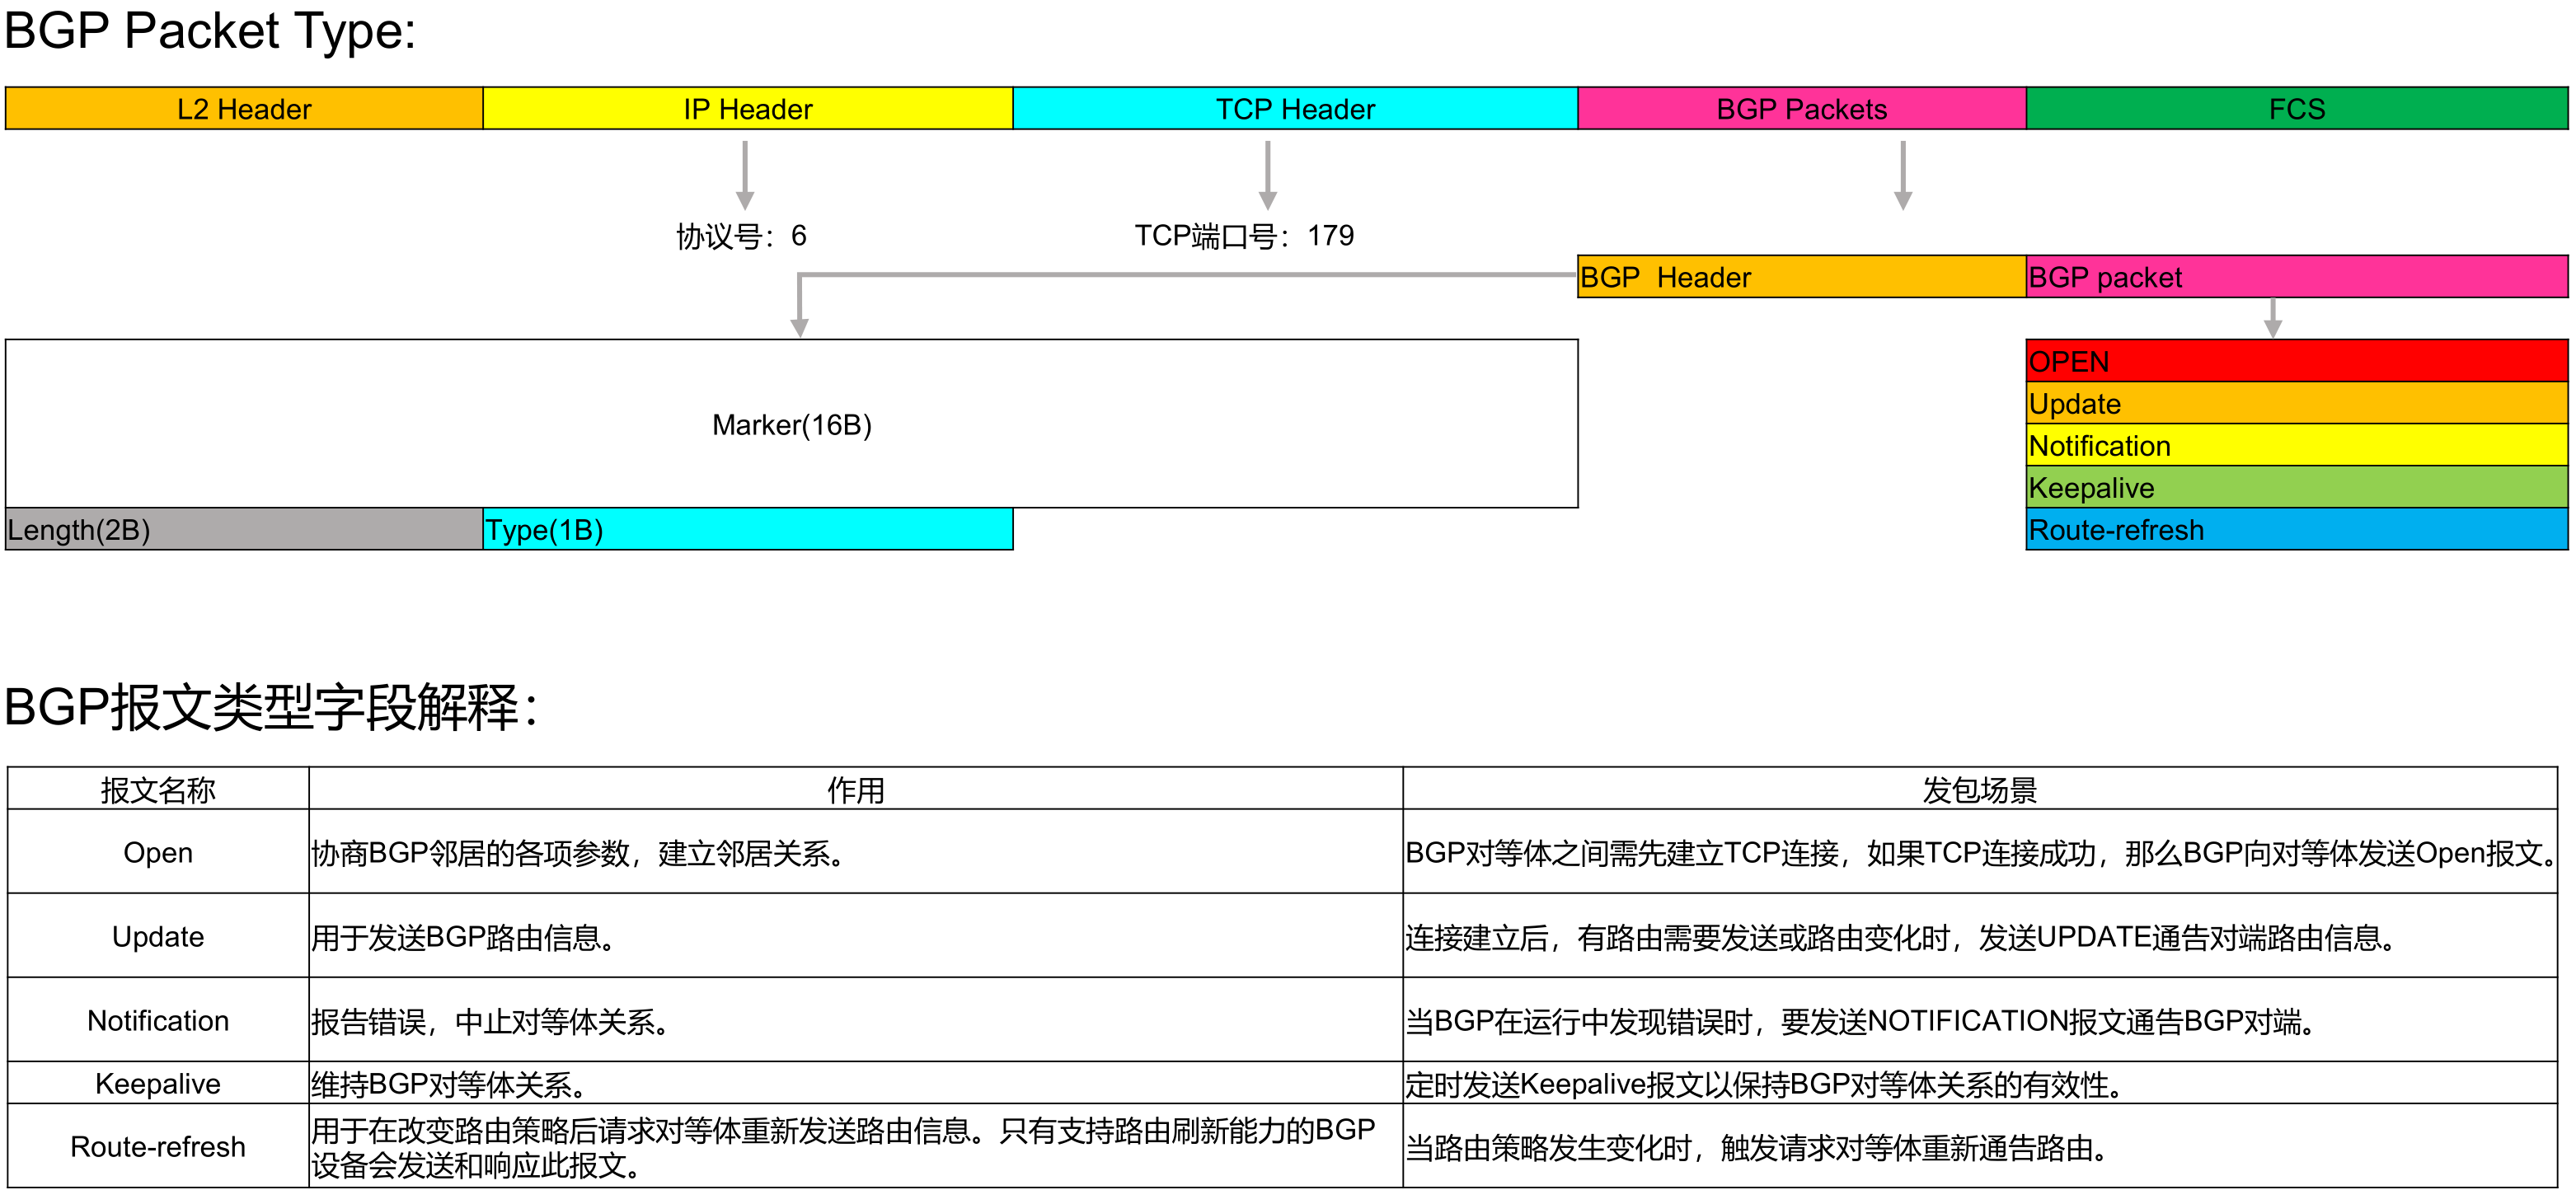 BGP Packet Type:
L2 Header
IP Header
TCP Header
BGP Packets
FCS
协议号：6
TCP端口号：179
BGP  Header
BGP packet
Marker(16B)
OPEN
Update
Notification
Keepalive
Length(2B)
Type(1B)
Route-refresh
BGP报文类型字段解释：
报文名称
作用
发包场景
Open
协商BGP邻居的各项参数，建立邻居关系。
BGP对等体之间需先建立TCP连接，如果TCP连接成功，那么BGP向对等体发送Open报文。
Update
用于发送BGP路由信息。
连接建立后，有路由需要发送或路由变化时，发送UPDATE通告对端路由信息。
Notification
报告错误，中止对等体关系。
当BGP在运行中发现错误时，要发送NOTIFICATION报文通告BGP对端。
Keepalive
维持BGP对等体关系。
定时发送Keepalive报文以保持BGP对等体关系的有效性。
Route-refresh
用于在改变路由策略后请求对等体重新发送路由信息。只有支持路由刷新能力的BGP
设备会发送和响应此报文。
当路由策略发生变化时，触发请求对等体重新通告路由。